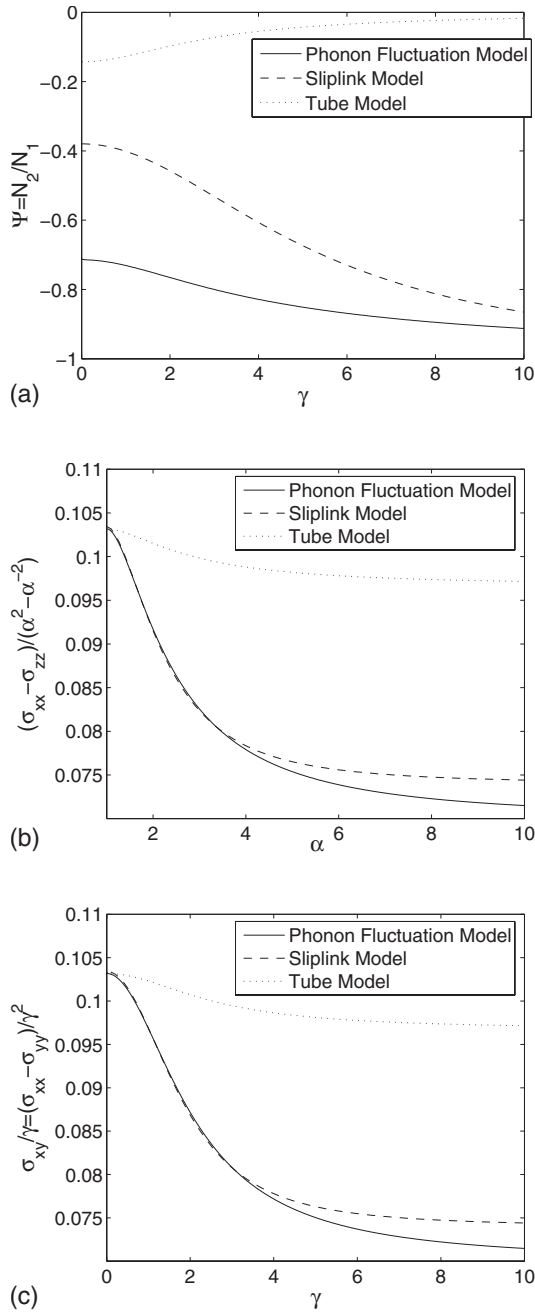 0
−0.2
−0.4
−0.6
−0.8
−1
Ψ=N₂/N₁
Phonon Fluctuation Model
Sliplink Model
Tube Model
0 2 4 6 8 10
γ
(a)
0.11
0.105
0.1
0.095
0.09
0.085
0.08
0.075
(σxx−σzz)/(α²−α⁻²)
Phonon Fluctuation Model
Sliplink Model
Tube Model
2 4 6 8 10
α
(b)
0.11
0.105
0.1
0.095
0.09
0.085
0.08
0.075
σxy/γ=(σxx−σyy)/γ²
Phonon Fluctuation Model
Sliplink Model
Tube Model
0 2 4 6 8 10
γ
(c)